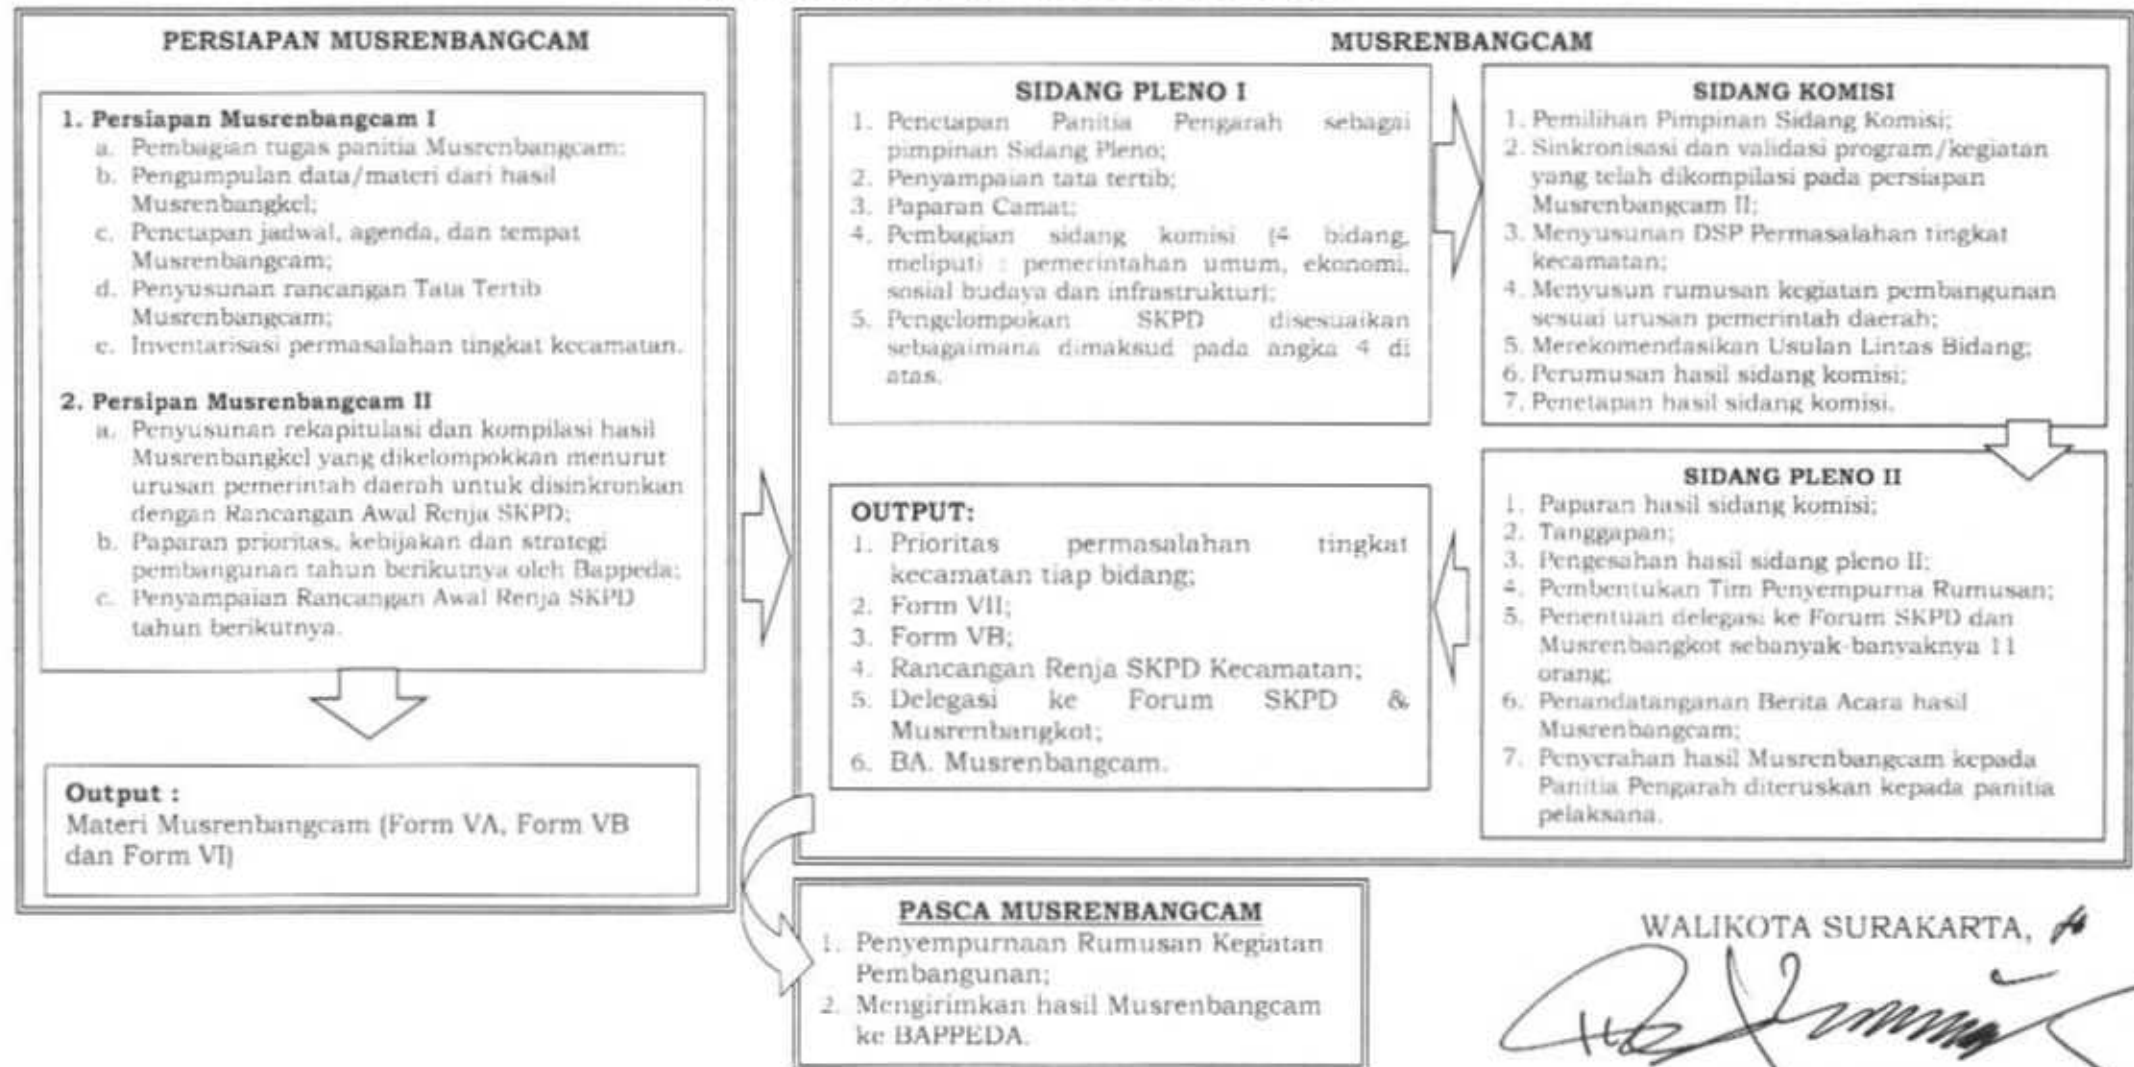 PERSIAPAN MUSRENBANGCAM
1. Persiapan Musrenbangcam I
a. Pembagian tugas panitia Musrenbangcam;
b. Pengumpulan data/materi dari hasil
Musrenbangkel;
c. Penetapan jadwal, agenda, dan tempat
Musrenbangcam;
d. Penyusunan rancangan Tata Tertib
Musrenbangcam;
e. Inventarisasi permasalahan tingkat kecamatan.
2. Persipan Musrenbangcam II
a. Penyusunan rekapitulasi dan kompilasi hasil
Musrenbangkel yang dikelompokkan menurut
urusan pemerintah daerah untuk disinkronkan
dengan Rancangan Awal Renja SKPD;
b. Paparan prioritas, kebijakan dan strategi
pembangunan tahun berikutnya oleh Bappeda;
c. Penyampaian Rancangan Awal Renja SKPD
tahun berikutnya.
Output :
Materi Musrenbangcam (Form VA, Form VB
dan Form VI)
MUSRENBANGCAM
SIDANG PLENO I
1. Penetapan Panitia Pengarah sebagai
pimpinan Sidang Pleno;
2. Penyampaian tata tertib;
3. Paparan Camat;
4. Pembagian sidang komisi (4 bidang,
meliputi : pemerintahan umum, ekonomi,
sosial budaya dan infrastruktur);
5. Pengelompokan SKPD disesuaikan
sebagaimana dimaksud pada angka 4 di
atas.
SIDANG KOMISI
1. Pemilihan Pimpinan Sidang Komisi;
2. Sinkronisasi dan validasi program/kegiatan
yang telah dikompilasi pada persiapan
Musrenbangcam II;
3. Menyusunan DSP Permasalahan tingkat
kecamatan;
4. Menyusun rumusan kegiatan pembangunan
sesuai urusan pemerintah daerah;
5. Merekomendasikan Usulan Lintas Bidang;
6. Perumusan hasil sidang komisi;
7. Penetapan hasil sidang komisi.
SIDANG PLENO II
1. Paparan hasil sidang komisi;
2. Tanggapan;
3. Pengesahan hasil sidang pleno II;
4. Pembentukan Tim Penyempurna Rumusan;
5. Penentuan delegasi ke Forum SKPD dan
Musrenbangkot sebanyak-banyaknya 11
orang;
6. Penandatanganan Berita Acara hasil
Musrenbangcam;
7. Penyerahan hasil Musrenbangcam kepada
Panitia Pengarah diteruskan kepada panitia
pelaksana.
OUTPUT:
1. Prioritas permasalahan tingkat
kecamatan tiap bidang;
2. Form VII;
3. Form VB;
4. Rancangan Renja SKPD Kecamatan;
5. Delegasi ke Forum SKPD &
Musrenbangkot;
6. BA. Musrenbangcam.
PASCA MUSRENBANGCAM
1. Penyempurnaan Rumusan Kegiatan
Pembangunan;
2. Mengirimkan hasil Musrenbangcam
ke BAPPEDA.
WALIKOTA SURAKARTA,